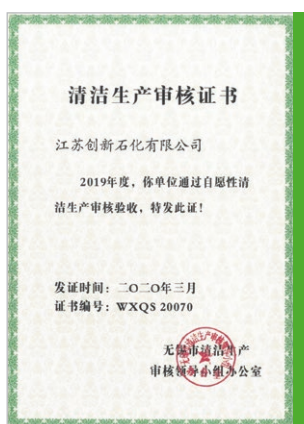 清洁生产审核证书
江苏创新石化有限公司
2019年度，你单位通过自愿性清
洁生产审核验收，特发此证！
发证时间：二〇二〇年三月
证书编号：WXQS 20070
无锡市清洁生产
审核领导小组办公室